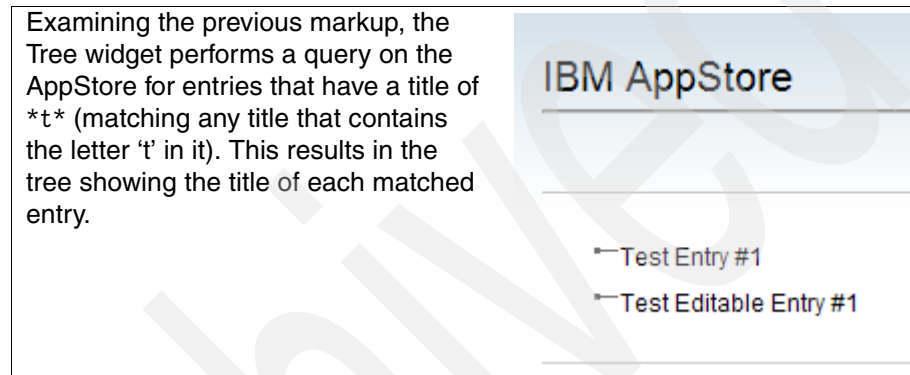 Examining the previous markup, the
Tree widget performs a query on the
AppStore for entries that have a title of
*t* (matching any title that contains
the letter ‘t’ in it). This results in the
tree showing the title of each matched
entry.
IBM AppStore
Test Entry #1
Test Editable Entry #1